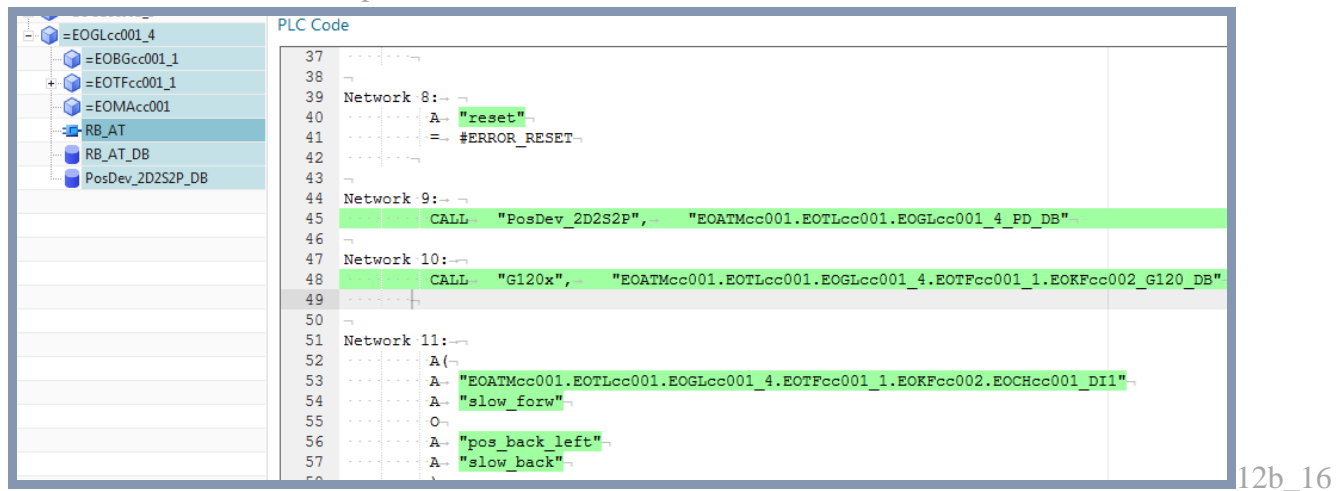 =EOGLcc001_4
=EOBGcc001_1
=EOTFcc001_1
=EOMAcc001
RB_AT
RB_AT_DB
PosDev_2D2S2P_DB
PLC Code
37
38
39 Network 8:
40 A "reset"
41 = #ERROR_RESET
42
43
44 Network 9:
45 CALL "PosDev_2D2S2P", "EOATMcc001.EOTLcc001.EOGLcc001_4_PD_DB"
46
47 Network 10:
48 CALL "G120x", "EOATMcc001.EOTLcc001.EOGLcc001_4.EOTFcc001_1.EOKFcc002_G120_DB"
49
50
51 Network 11:
52 A(
53 A "EOATMcc001.EOTLcc001.EOGLcc001_4.EOTFcc001_1.EOKFcc002.EOCHcc001_DI1"
54 A "slow_forw"
55 O
56 A "pos_back_left"
57 A "slow_back"
12b_16